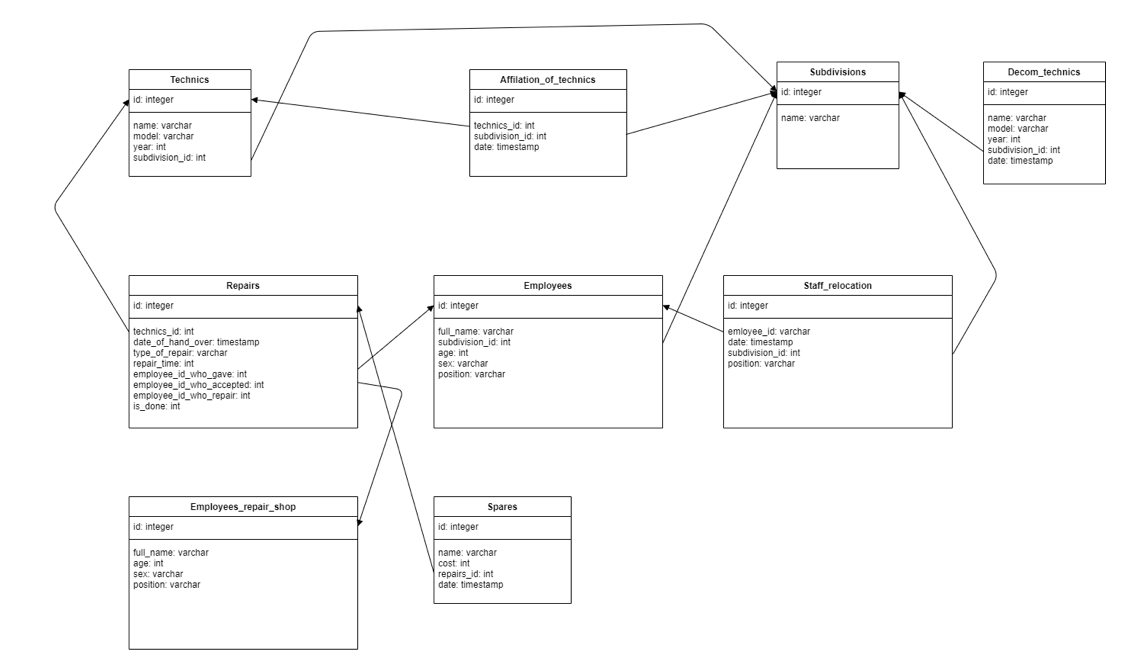 Technics
id: integer
name: varchar
model: varchar
year: int
subdivision_id: int
Affilation_of_technics
id: integer
technics_id: int
subdivision_id: int
date: timestamp
Subdivisions
id: integer
name: varchar
Decom_technics
id: integer
name: varchar
model: varchar
year: int
subdivision_id: int
date: timestamp
Repairs
id: integer
technics_id: int
date_of_hand_over: timestamp
type_of_repair: varchar
repair_time: int
employee_id_who_gave: int
employee_id_who_accepted: int
employee_id_who_repair: int
is_done: int
Employees
id: integer
full_name: varchar
subdivision_id: int
age: int
sex: varchar
position: varchar
Staff_relocation
id: integer
emloyee_id: varchar
date: timestamp
subdivision_id: int
position: varchar
Employees_repair_shop
id: integer
full_name: varchar
age: int
sex: varchar
position: varchar
Spares
id: integer
name: varchar
cost: int
repairs_id: int
date: timestamp